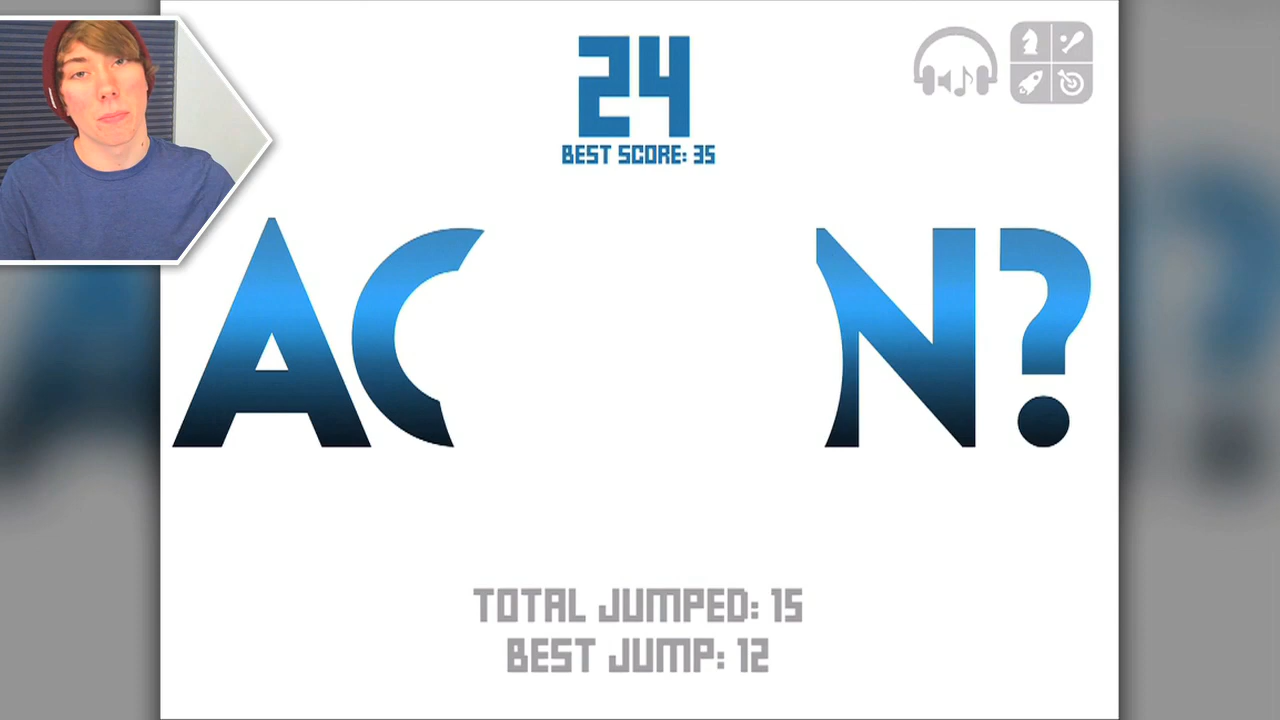 24
BEST SCORE: 35
AC N?
TOTAL JUMPED: 15
BEST JUMP: 12